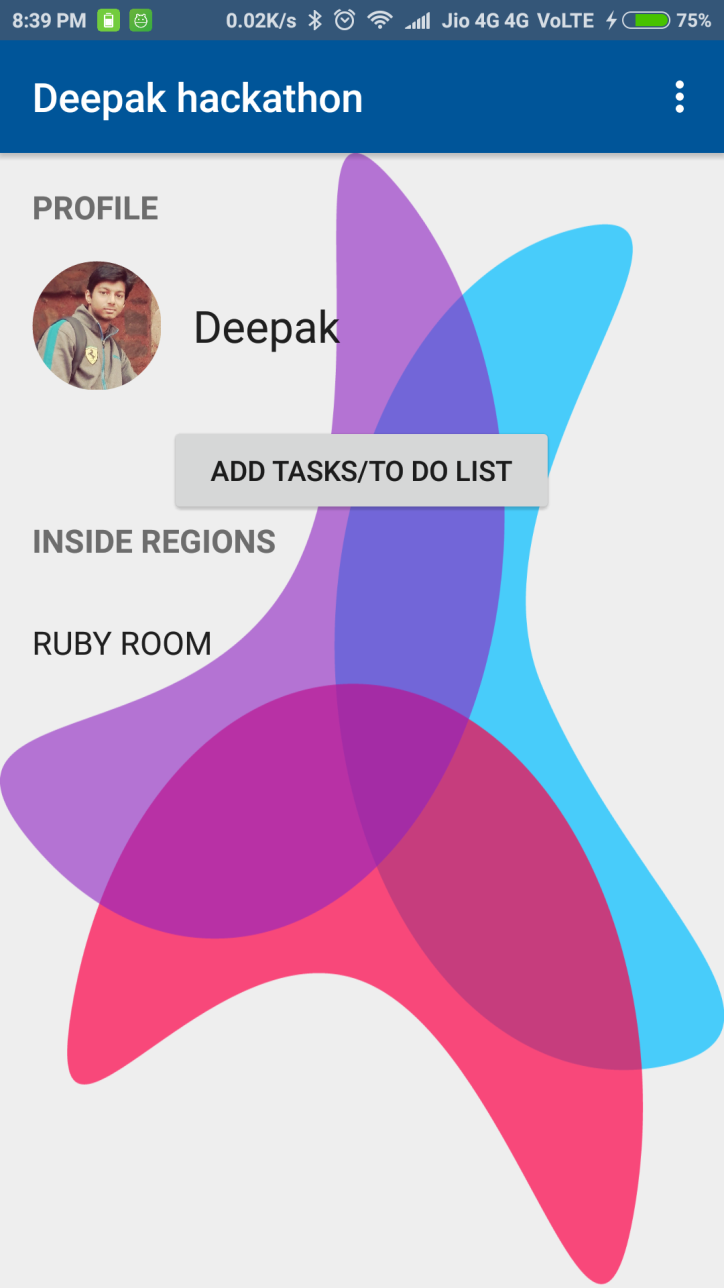 8:39 PM 0.02K/s Jio 4G 4G VoLTE 75%
Deepak hackathon
PROFILE
Deepak
ADD TASKS/TO DO LIST
INSIDE REGIONS
RUBY ROOM